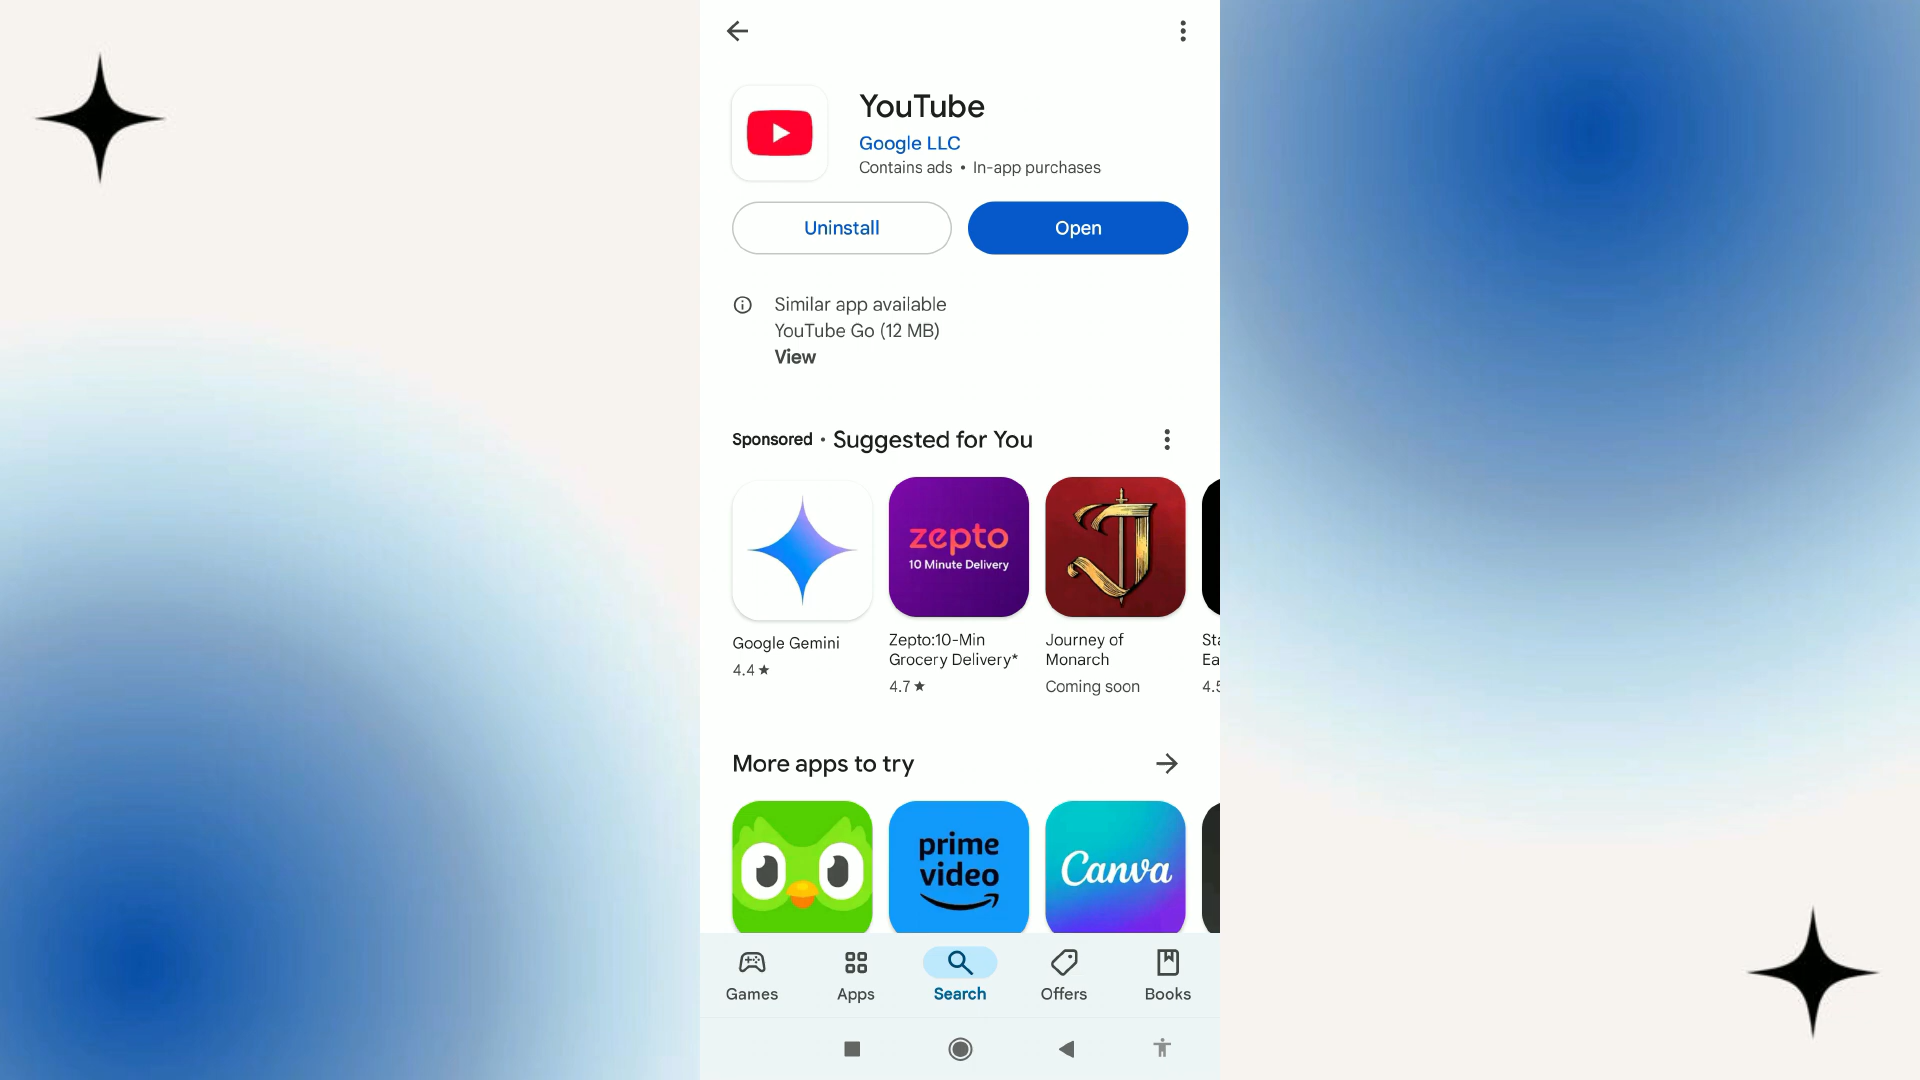 YouTube
Google LLC
Contains ads • In-app purchases
Uninstall
Open
Similar app available
YouTube Go (12 MB)
View
Sponsored • Suggested for You
zepto
10 Minute Delivery
Google Gemini
4.4 ★
Zepto:10-Min
Grocery Delivery*
4.7 ★
Journey of
Monarch
Coming soon
4.5
More apps to try
prime
video
Canva
Games
Apps
Search
Offers
Books